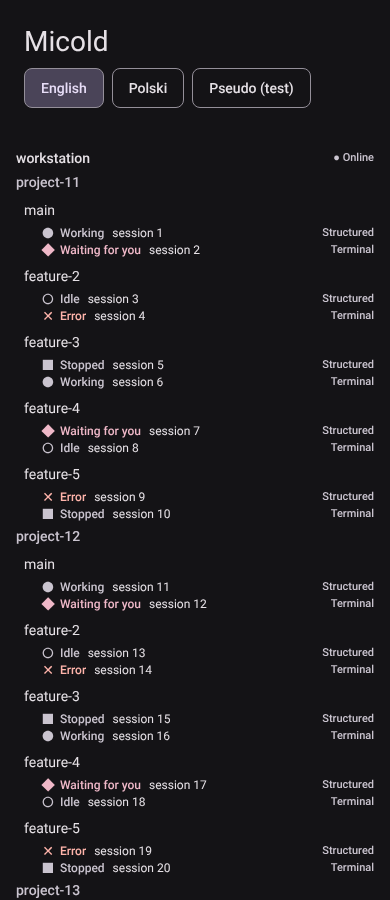 Micold
English Polski Pseudo (test)
workstation ● Online
project-11
main
Working session 1 Structured
Waiting for you session 2 Terminal
feature-2
Idle session 3 Structured
Error session 4 Terminal
feature-3
Stopped session 5 Structured
Working session 6 Terminal
feature-4
Waiting for you session 7 Structured
Idle session 8 Terminal
feature-5
Error session 9 Structured
Stopped session 10 Terminal
project-12
main
Working session 11 Structured
Waiting for you session 12 Terminal
feature-2
Idle session 13 Structured
Error session 14 Terminal
feature-3
Stopped session 15 Structured
Working session 16 Terminal
feature-4
Waiting for you session 17 Structured
Idle session 18 Terminal
feature-5
Error session 19 Structured
Stopped session 20 Terminal
project-13